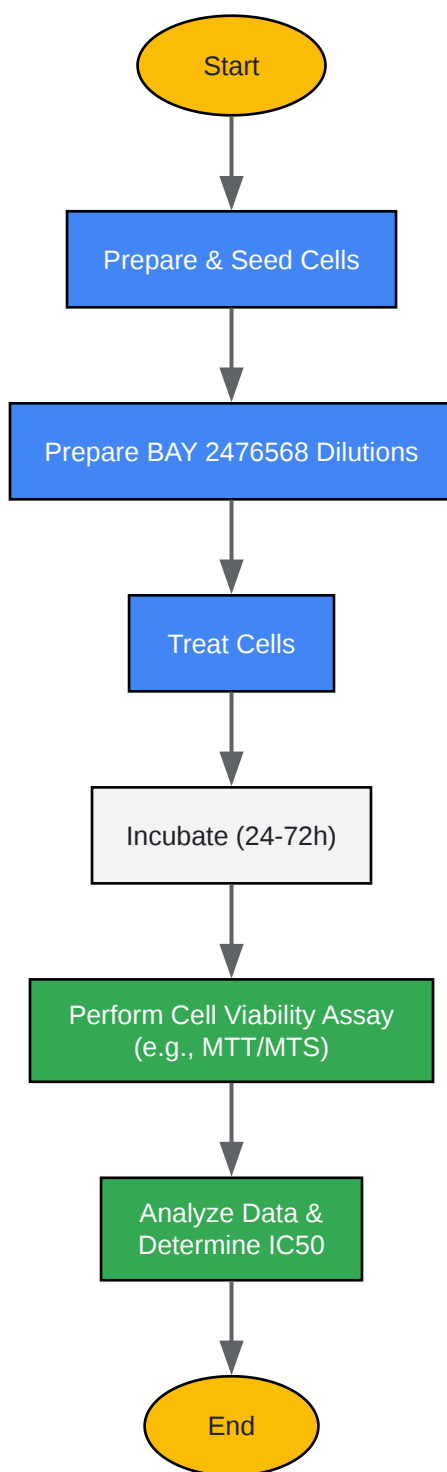 Start
Prepare & Seed Cells
Prepare BAY 2476568 Dilutions
Treat Cells
Incubate (24-72h)
Perform Cell Viability Assay
(e.g., MTT/MTS)
Analyze Data &
Determine IC50
End